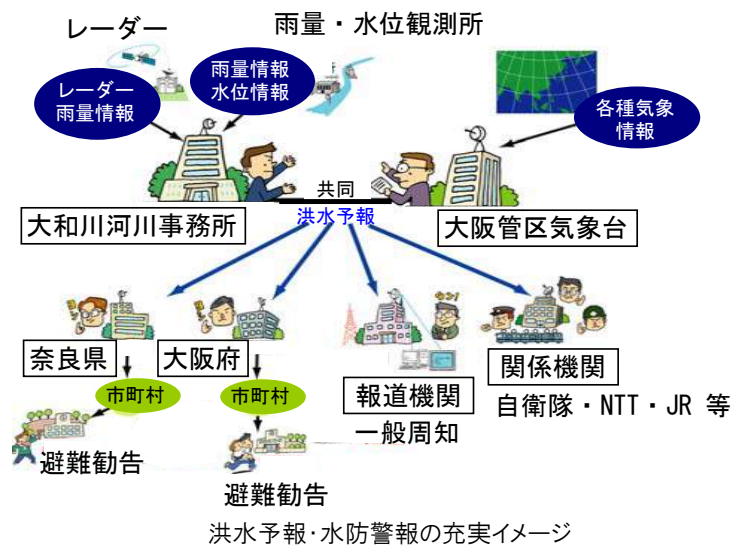 レーダー
雨量・水位観測所
レーダー
雨量情報
雨量情報
水位情報
各種気象
情報
共同
洪水予報
大和川河川事務所
大阪管区気象台
奈良県
大阪府
報道機関
関係機関
市町村
市町村
一般周知
自衛隊・NTT・JR 等
避難勧告
避難勧告
洪水予報・水防警報の充実イメージ